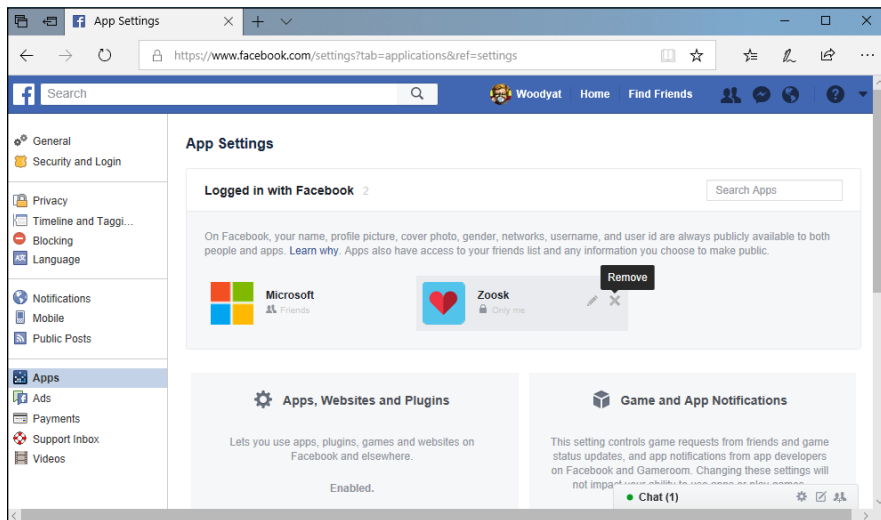 App Settings
https://www.facebook.com/settings?tab=applications&ref=settings
Search
Woodyat
Home
Find Friends
General
Security and Login
Privacy
Timeline and Taggi...
Blocking
Language
Notifications
Mobile
Public Posts
Apps
Ads
Payments
Support Inbox
Videos
App Settings
Logged in with Facebook 2
Search Apps
On Facebook, your name, profile picture, cover photo, gender, networks, username, and user id are always publicly available to both
people and apps. Learn why. Apps also have access to your friends list and any information you choose to make public.
Remove
Microsoft
Friends
Zoosk
Only me
Apps, Websites and Plugins
Lets you use apps, plugins, games and websites on
Facebook and elsewhere.
Enabled.
Game and App Notifications
This setting controls game requests from friends and game
status updates, and app notifications from app developers
on Facebook and Gameroom. Changing these settings will
not impact your ability to use apps or play games.
Chat (1)